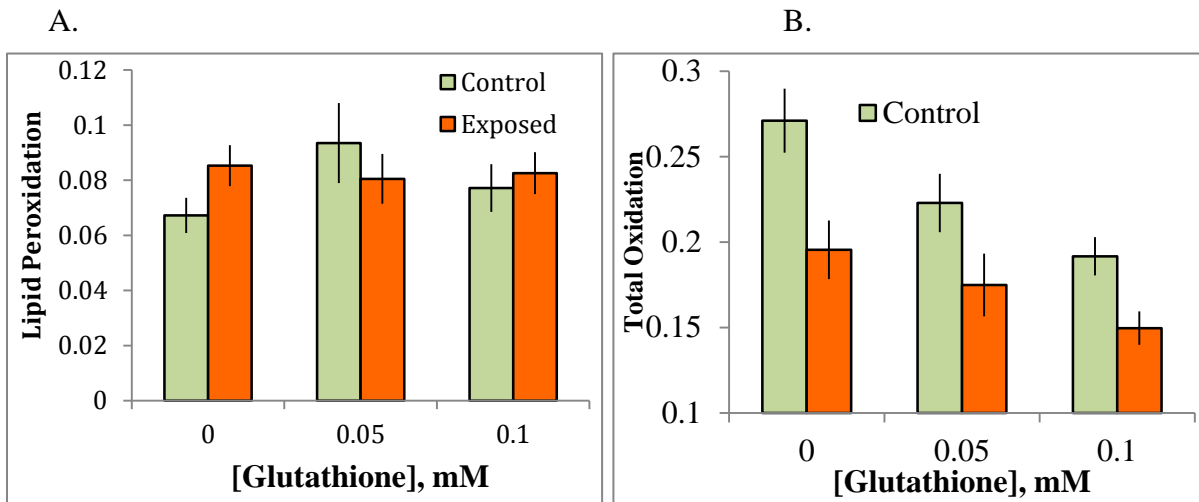 A.
Lipid Peroxidation
0.12
0.1
0.08
0.06
0.04
0.02
0
Control
Exposed
0 0.05 0.1
[Glutathione], mM
B.
Total Oxidation
0.3
0.25
0.2
0.15
0.1
Control
0 0.05 0.1
[Glutathione], mM